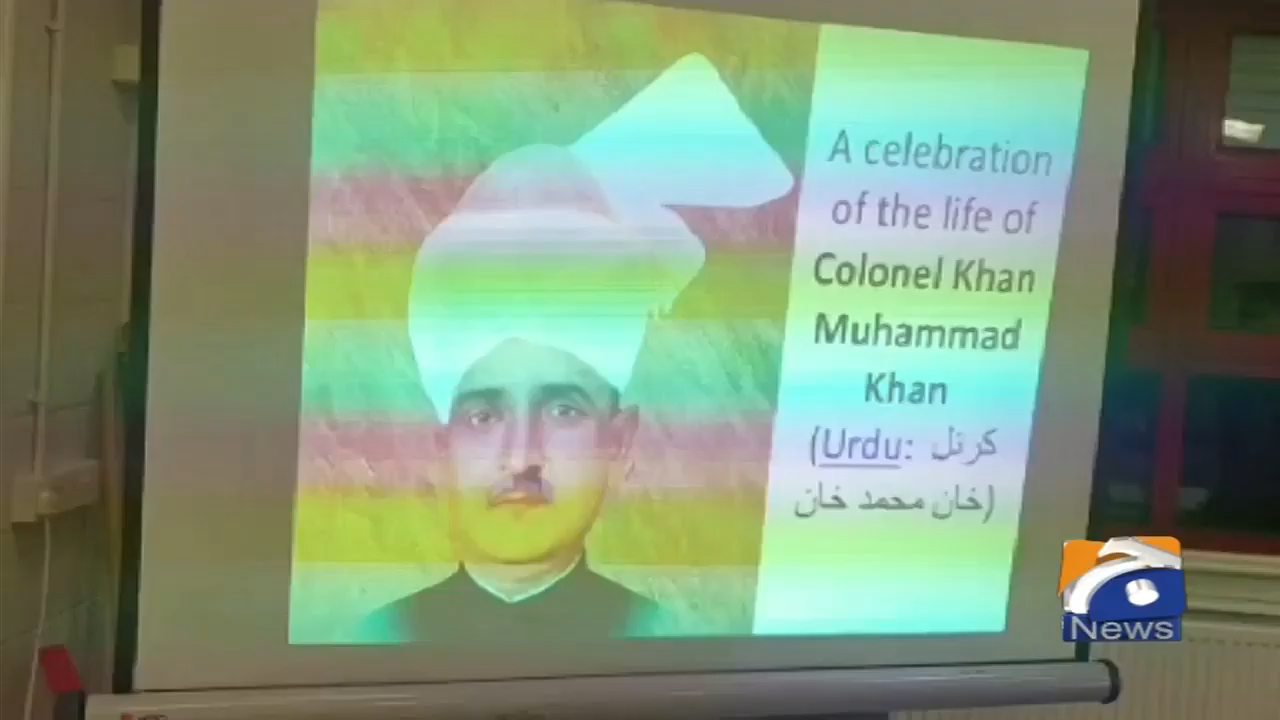 A celebration
of the life of
Colonel Khan
Muhammad
Khan
(Urdu: کرنل
خان محمد خان)
News